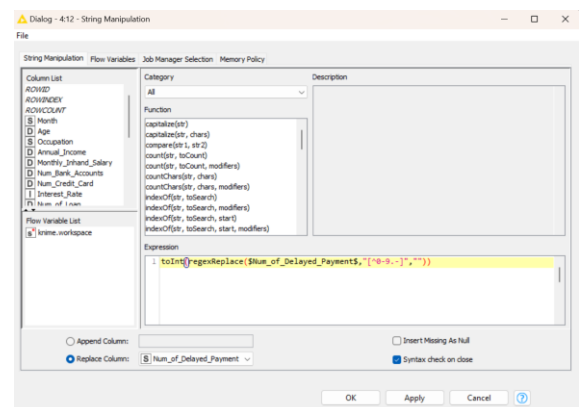 Dialog - 4:12 - String Manipulation
File
String Manipulation Flow Variables Job Manager Selection Memory Policy
Column List
ROWID
ROWINDEX
ROWCOUNT
S Month
D Age
S Occupation
D Annual_Income
D Monthly_Inhand_Salary
D Num_Bank_Accounts
D Num_Credit_Card
I Interest_Rate
D Num_of_Loan
Flow Variable List
s knime.workspace
Category
All
Function
capitalize(str)
capitalize(str, chars)
compare(str1, str2)
count(str, toCount)
count(str, toCount, modifiers)
countChars(str, chars)
countChars(str, chars, modifiers)
indexOf(str, toSearch)
indexOf(str, toSearch, modifiers)
indexOf(str, toSearch, start)
indexOf(str, toSearch, start, modifiers)
Description
Expression
1 toInt(regexReplace($Num_of_Delayed_Payment$,"[^0-9.-]",""))
Append Column:
Replace Column: S Num_of_Delayed_Payment
Insert Missing As Null
Syntax check on close
OK Apply Cancel ?